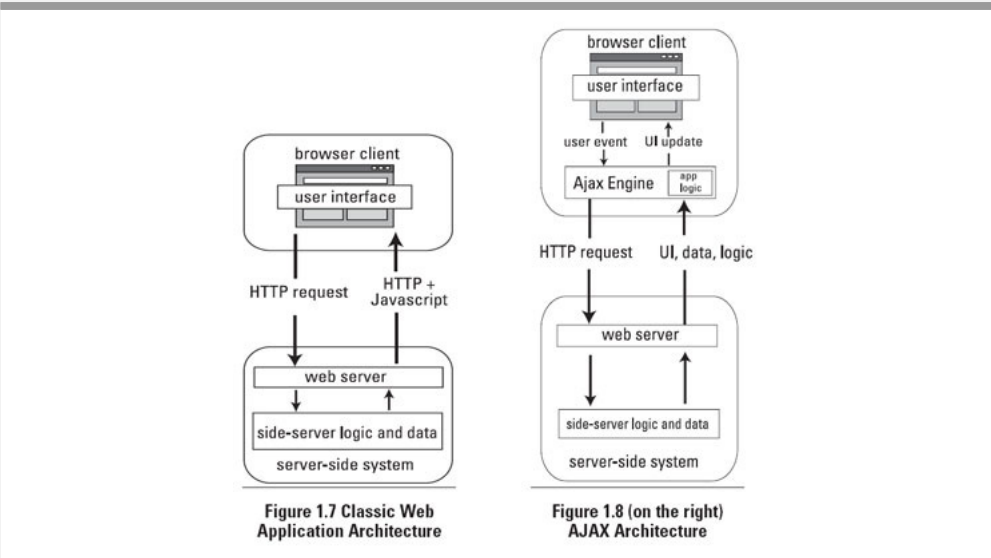 browser client
user interface
HTTP request
HTTP +
Javascript
web server
side-server logic and data
server-side system
Figure 1.7 Classic Web
Application Architecture
browser client
user interface
user event
UI update
Ajax Engine
app
logic
HTTP request
UI, data, logic
web server
side-server logic and data
server-side system
Figure 1.8 (on the right)
AJAX Architecture